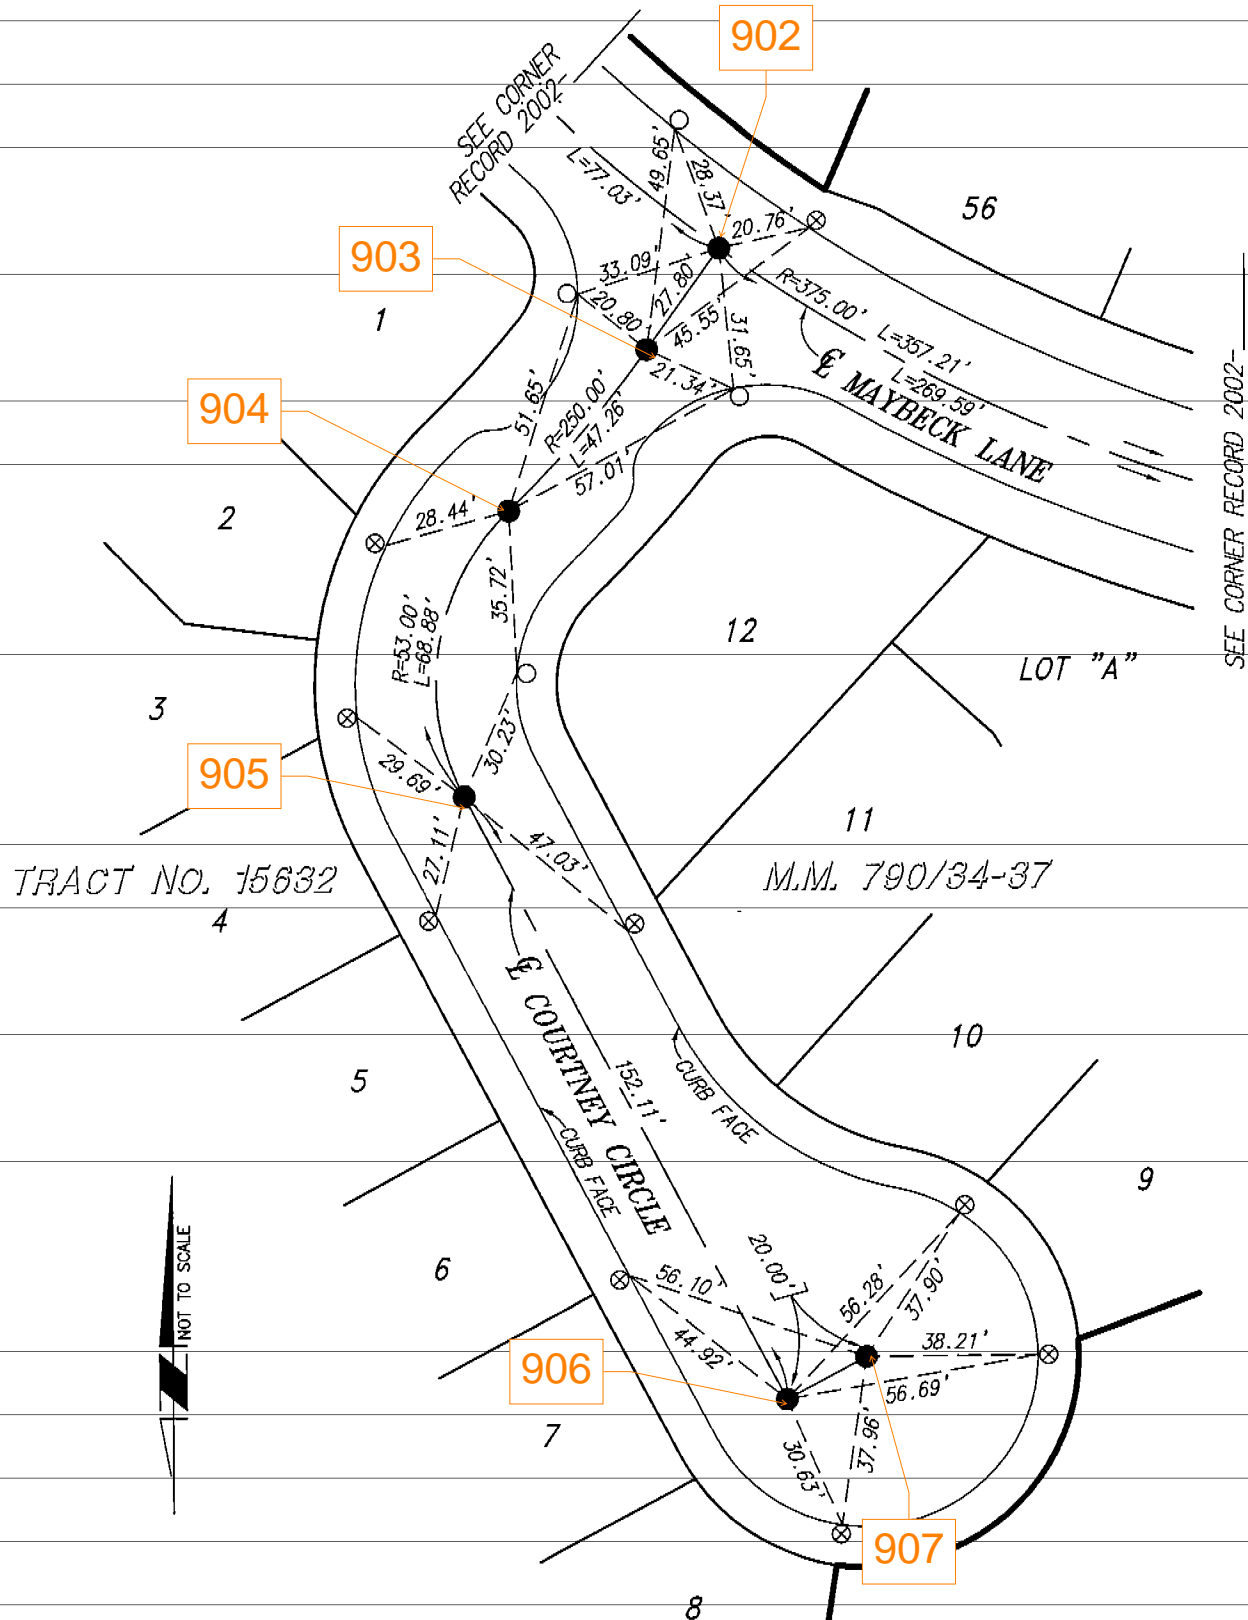 902
SEE CORNER
RECORD 2002-
49.65'
28.37'
L=77.03'
56
20.76'
903
33.09'
27.80
R=375.00'
1
20.80
45.55'
31.65'
L=357.21'
L=269.59'
21.34'
℄ MAYBECK LANE
SEE CORNER RECORD 2002-
904
51.65'
R=250.00'
L=47.26'
57.01'
2
28.44'
35.72'
R=53.00'
L=68.88'
12
LOT "A"
3
30.23'
905
29.69'
11
47.03'
27.11'
TRACT NO. 15632
M.M. 790/34-37
4
℄ COURTNEY CIRCLE
10
5
152.11'
CURB FACE
CURB FACE
9
NOT TO SCALE
6
20.00'
56.10'
56.28'
37.90'
44.92'
38.21'
906
56.69'
7
30.63'
37.96'
907
8